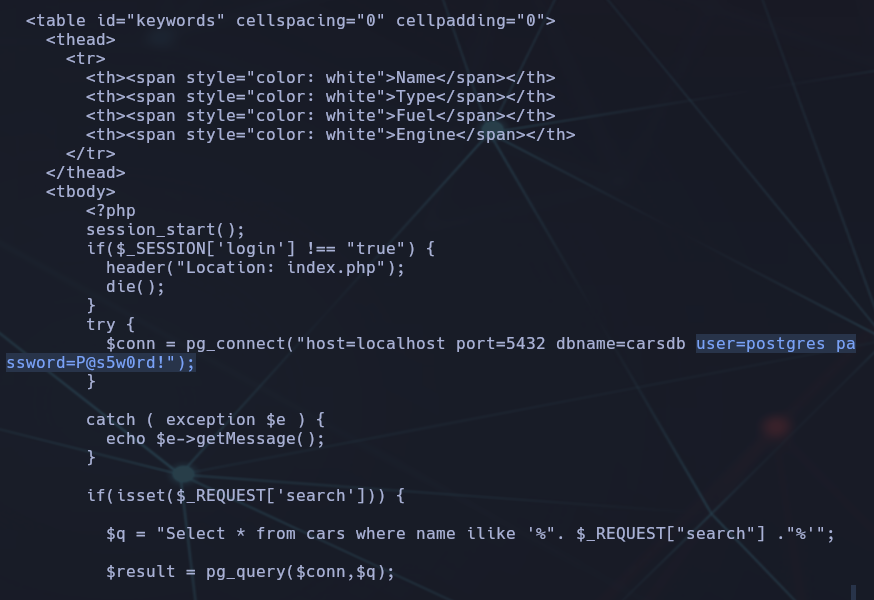 <table id="keywords" cellspacing="0" cellpadding="0">
<thead>
<tr>
<th><span style="color: white">Name</span></th>
<th><span style="color: white">Type</span></th>
<th><span style="color: white">Fuel</span></th>
<th><span style="color: white">Engine</span></th>
</tr>
</thead>
<tbody>
<?php
session_start();
if($_SESSION['login'] !== "true") {
header("Location: index.php");
die();
}
try {
$conn = pg_connect("host=localhost port=5432 dbname=carsdb user=postgres pa
ssword=P@s5w0rd!");
}
catch ( exception $e ) {
echo $e->getMessage();
}
if(isset($_REQUEST['search'])) {
$q = "Select * from cars where name ilike '%". $_REQUEST["search"] ."%'";
$result = pg_query($conn,$q);